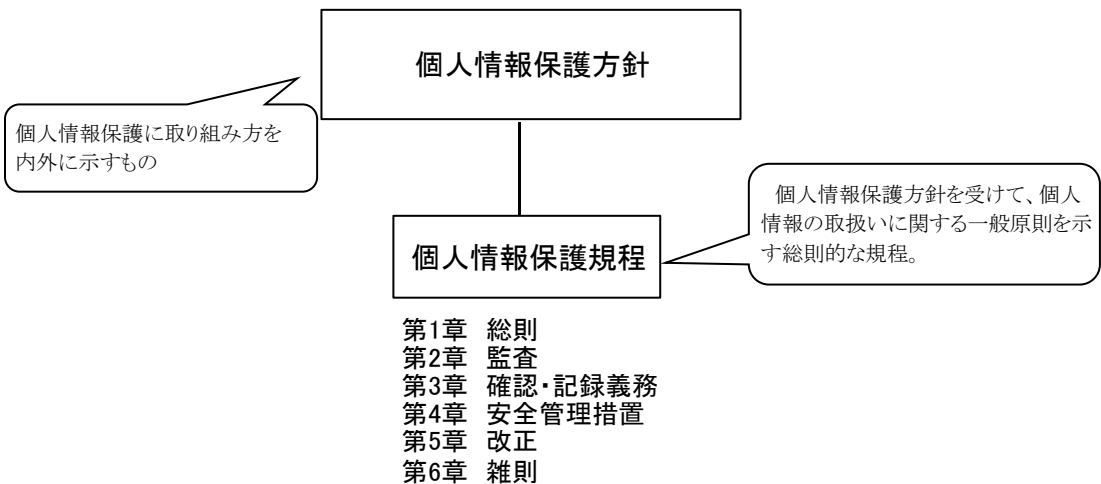 個人情報保護方針
個人情報保護に取り組み方を
内外に示すもの
個人情報保護方針を受けて、個人
情報の取扱いに関する一般原則を示
す総則的な規程。
個人情報保護規程
第1章 総則
第2章 監査
第3章 確認・記録義務
第4章 安全管理措置
第5章 改正
第6章 雑則